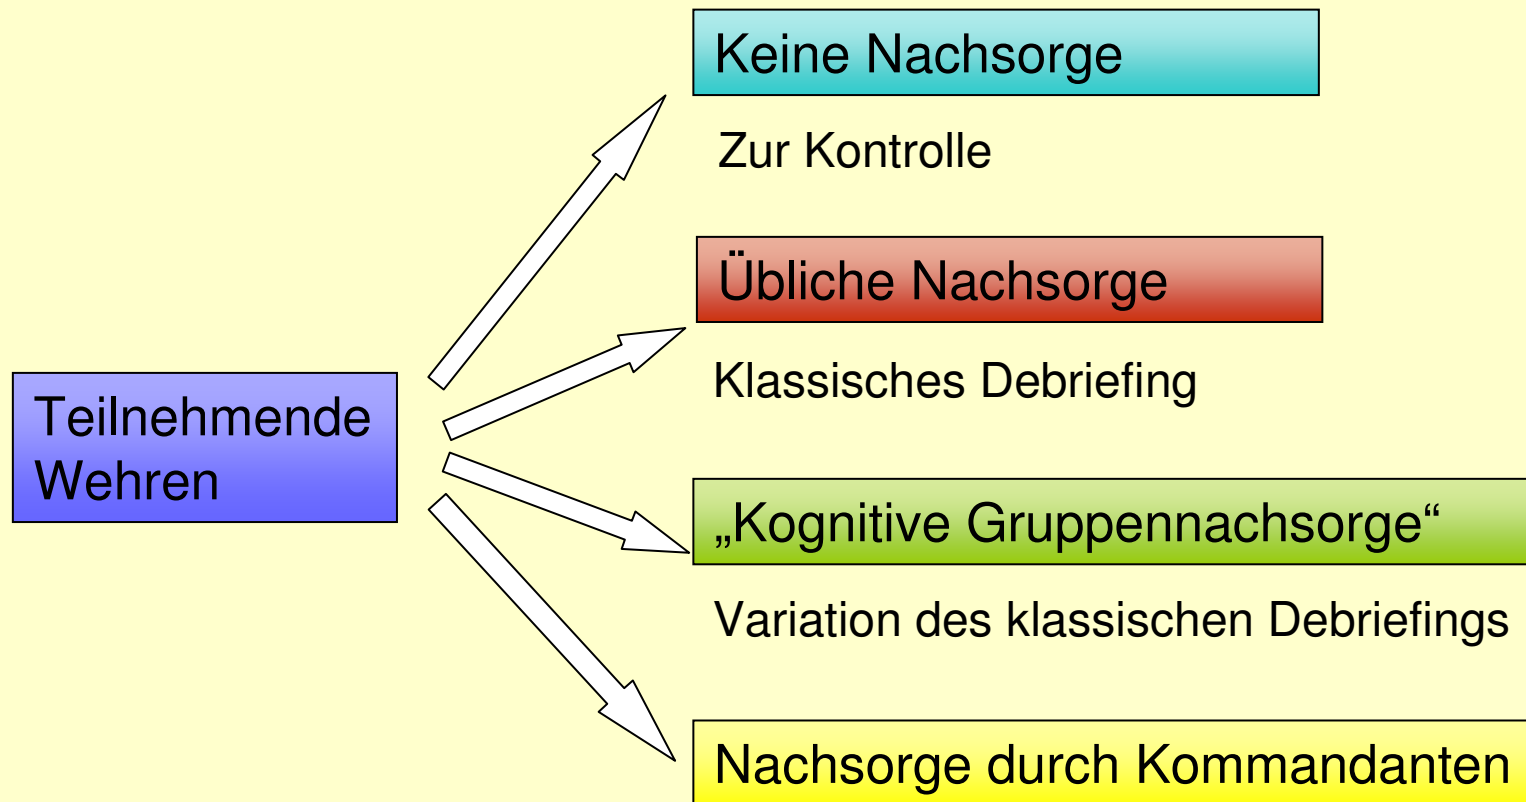 Keine Nachsorge
Zur Kontrolle
Übliche Nachsorge
Klassisches Debriefing
Teilnehmende
Wehren
„Kognitive Gruppennachsorge“
Variation des klassischen Debriefings
Nachsorge durch Kommandanten